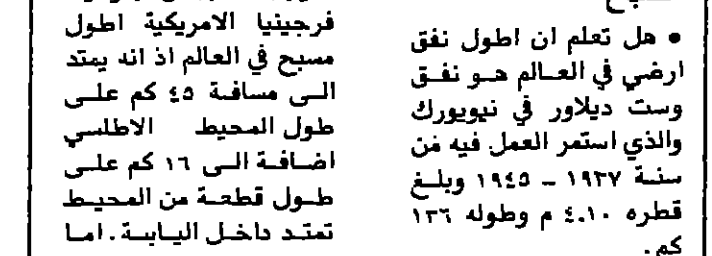 • هل تعلم ان اطول نفق
ارضي في العالم هو نفق
وست ديلاور في نيويورك
والذي استمر العمل فيه من
سنة ١٩٣٧ - ١٩٤٥ وبلغ
قطره ٤.١٠ م وطوله ١٣٦
كم.
فرجينيا الامريكية اطول
مسبح في العالم اذ انه يمتد
الى مسافة ٤٥ كم على
طول المحيط الاطلسي
اضافة الى ١٦ كم على
طول قطعة من المحيط
تمتد داخل اليابسة. اما